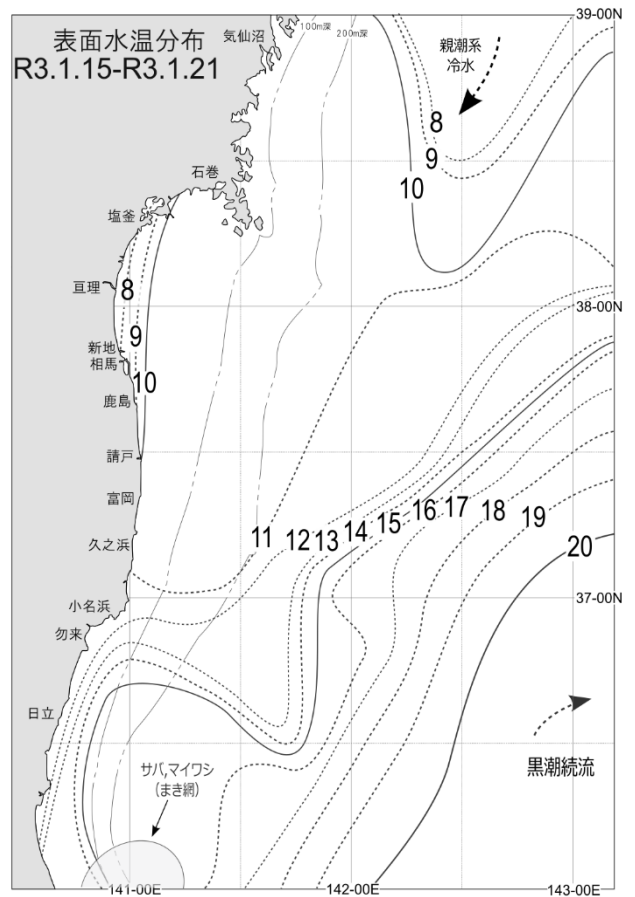 表面水温分布
R3.1.15-R3.1.21
気仙沼
100m深
200m深
39-00N
親潮系
冷水
8
9
10
石巻
塩釜
亘理
8
38-00N
9
新地
相馬
10
鹿島
請戸
富岡
久之浜
11
12
13
14
15
16
17
18
19
20
37-00N
小名浜
勿来
日立
黒潮続流
サバ,マイワシ
(まき網)
141-00E
142-00E
143-00E